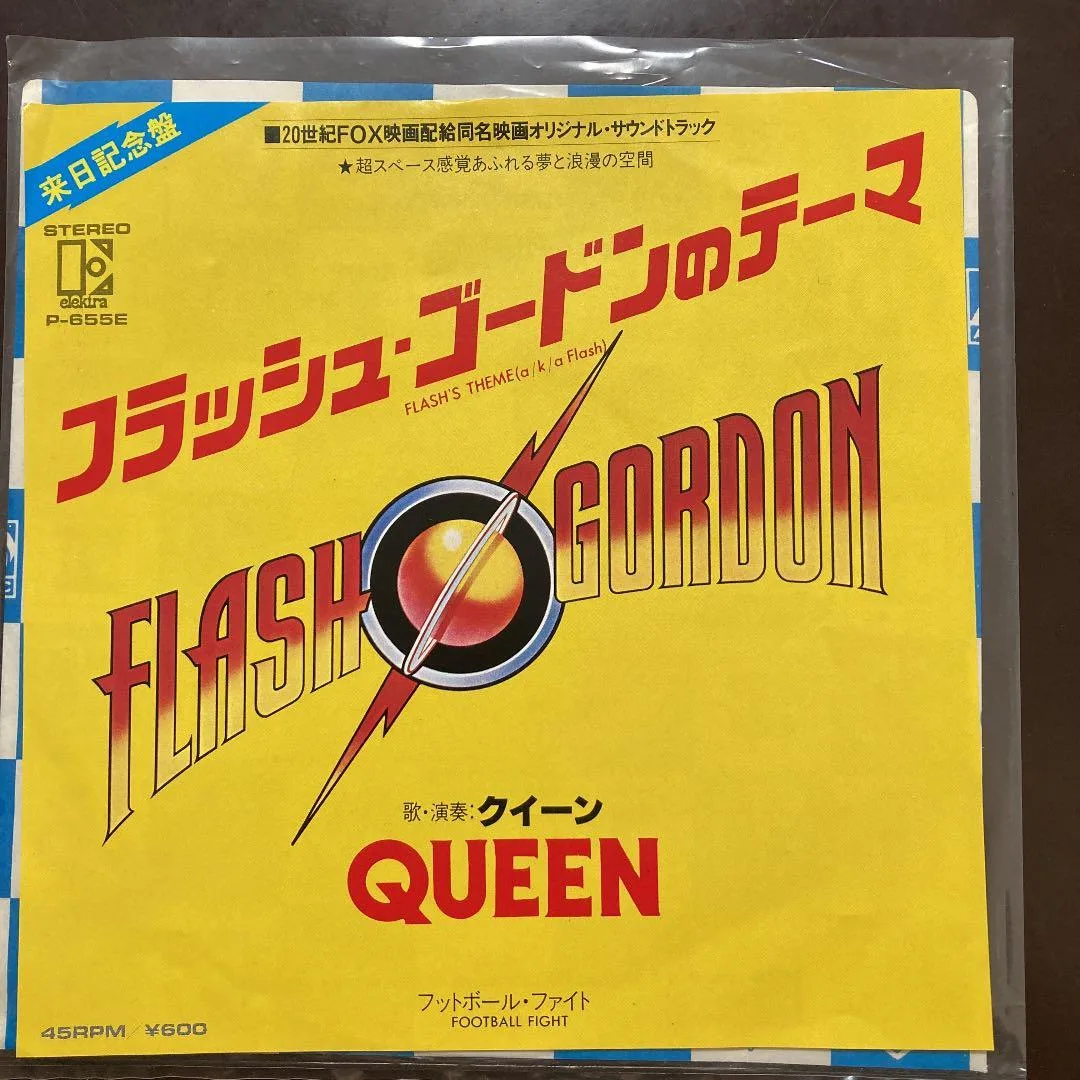 来日記念盤
■20世紀FOX映画配給同名映画オリジナル・サウンドトラック
★超スペース感覚あふれる夢と浪漫の空間
STEREO
elektra
P-655E
フラッシュ・ゴードンのテーマ
FLASH'S THEME (a/k/a Flash)
FLASH GORDON
歌・演奏:クイーン
QUEEN
フットボール・ファイト
FOOTBALL FIGHT
45RPM/¥600